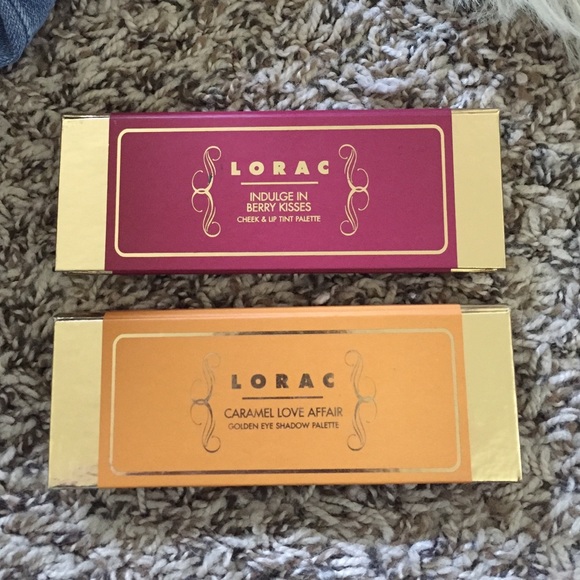 LORAC
INDULGE IN
BERRY KISSES
CHEEK & LIP TINT PALETTE
LORAC
CARAMEL LOVE AFFAIR
GOLDEN EYE SHADOW PALETTE